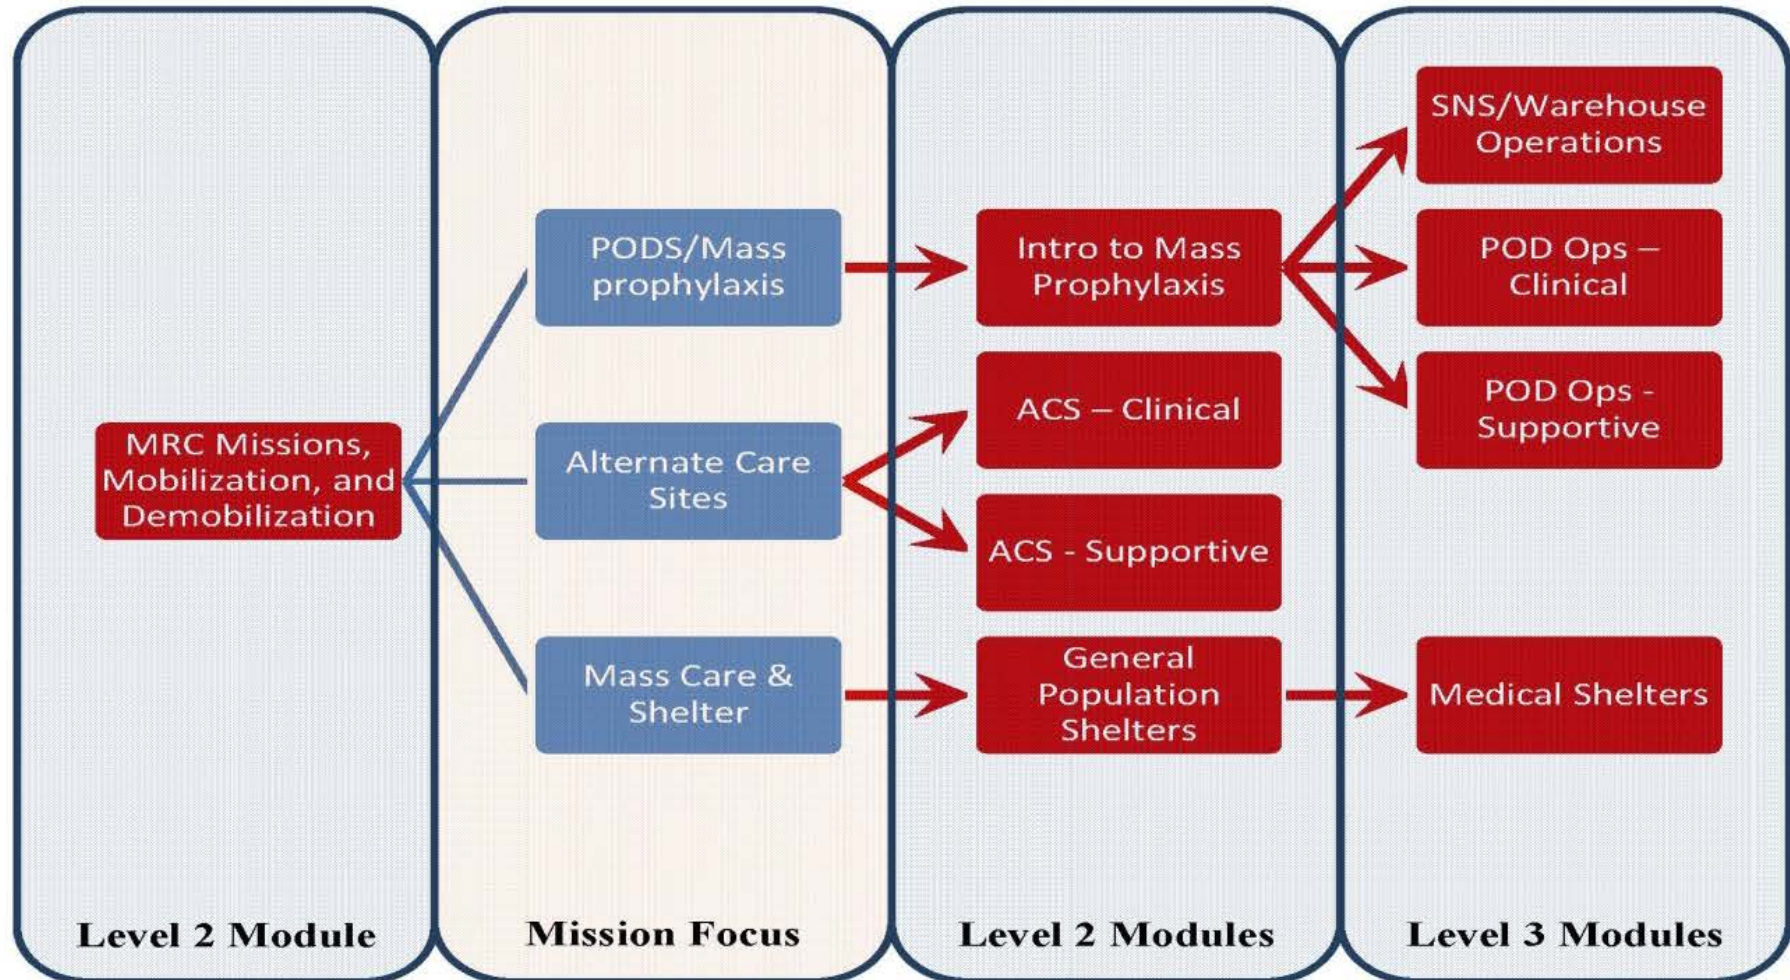 MRC Missions,
Mobilization, and
Demobilization
Level 2 Module
PODS/Mass
prophylaxis
Alternate Care
Sites
Mass Care &
Shelter
Mission Focus
Intro to Mass
Prophylaxis
ACS – Clinical
ACS - Supportive
General
Population
Shelters
Level 2 Modules
SNS/Warehouse
Operations
POD Ops –
Clinical
POD Ops -
Supportive
Medical Shelters
Level 3 Modules